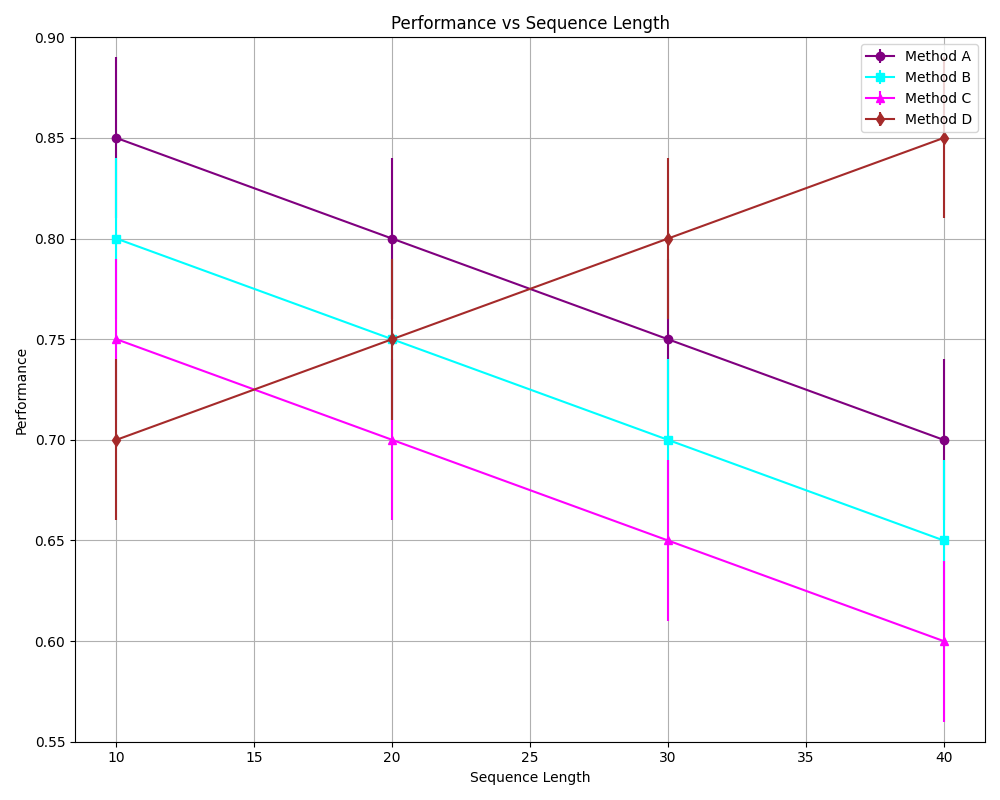 Performance vs Sequence Length
Method A
Method B
Method C
Method D
Performance
0.90
0.85
0.80
0.75
0.70
0.65
0.60
0.55
10 15 20 25 30 35 40
Sequence Length